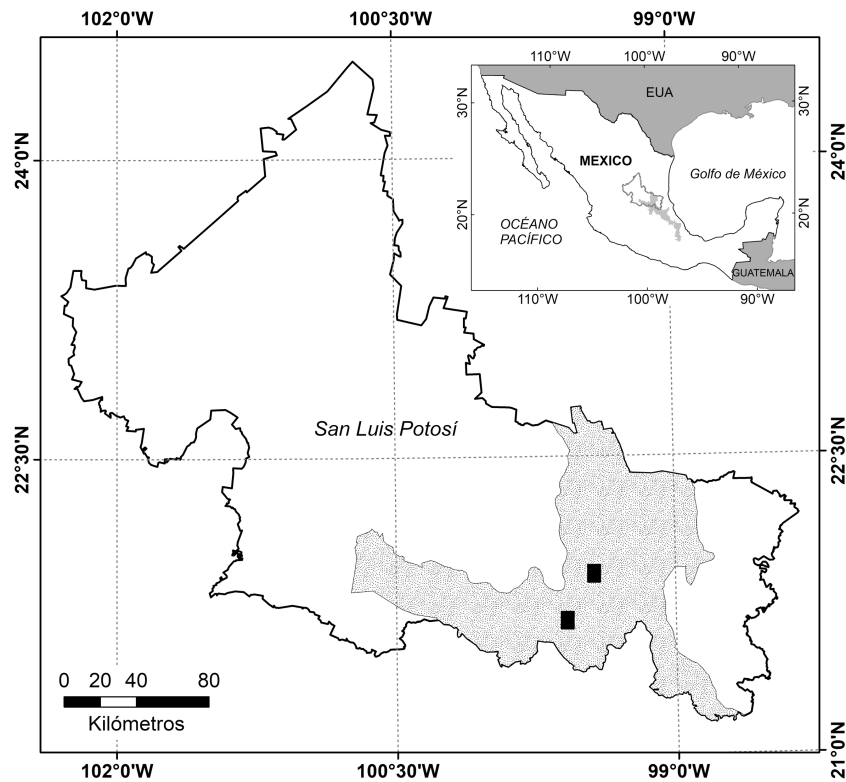 102°0'W 100°30'W 99°0'W
110°W 100°W 90°W
EUA
30°N
30°N
MEXICO
Golfo de México
20°N
20°N
OCÉANO
PACÍFICO
GUATEMALA
110°W 100°W 90°W
24°0'N
24°0'N
San Luis Potosí
22°30'N
22°30'N
0 20 40 80
Kilómetros
21°0'N
102°0'W 100°30'W 99°0'W